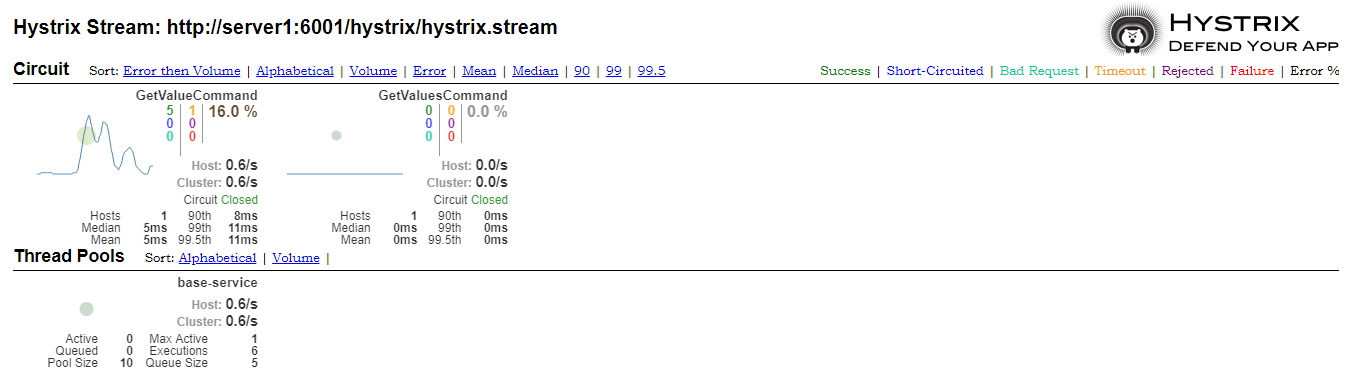 Hystrix Stream: http://server1:6001/hystrix/hystrix.stream
HYSTRIX
DEFEND YOUR APP
Circuit Sort: Error then Volume | Alphabetical | Volume | Error | Mean | Median | 90 | 99 | 99.5
Success | Short-Circuited | Bad Request | Timeout | Rejected | Failure | Error %
GetValueCommand
5 1 16.0 %
0 0
0 0
Host: 0.6/s
Cluster: 0.6/s
Circuit Closed
Hosts 1 90th 8ms
Median 5ms 99th 11ms
Mean 5ms 99.5th 11ms
GetValuesCommand
0 0 0.0 %
0 0
0 0
Host: 0.0/s
Cluster: 0.0/s
Circuit Closed
Hosts 1 90th 0ms
Median 0ms 99th 0ms
Mean 0ms 99.5th 0ms
Thread Pools Sort: Alphabetical | Volume |
base-service
Host: 0.6/s
Cluster: 0.6/s
Active 0 Max Active 1
Queued 0 Executions 6
Pool Size 10 Queue Size 5